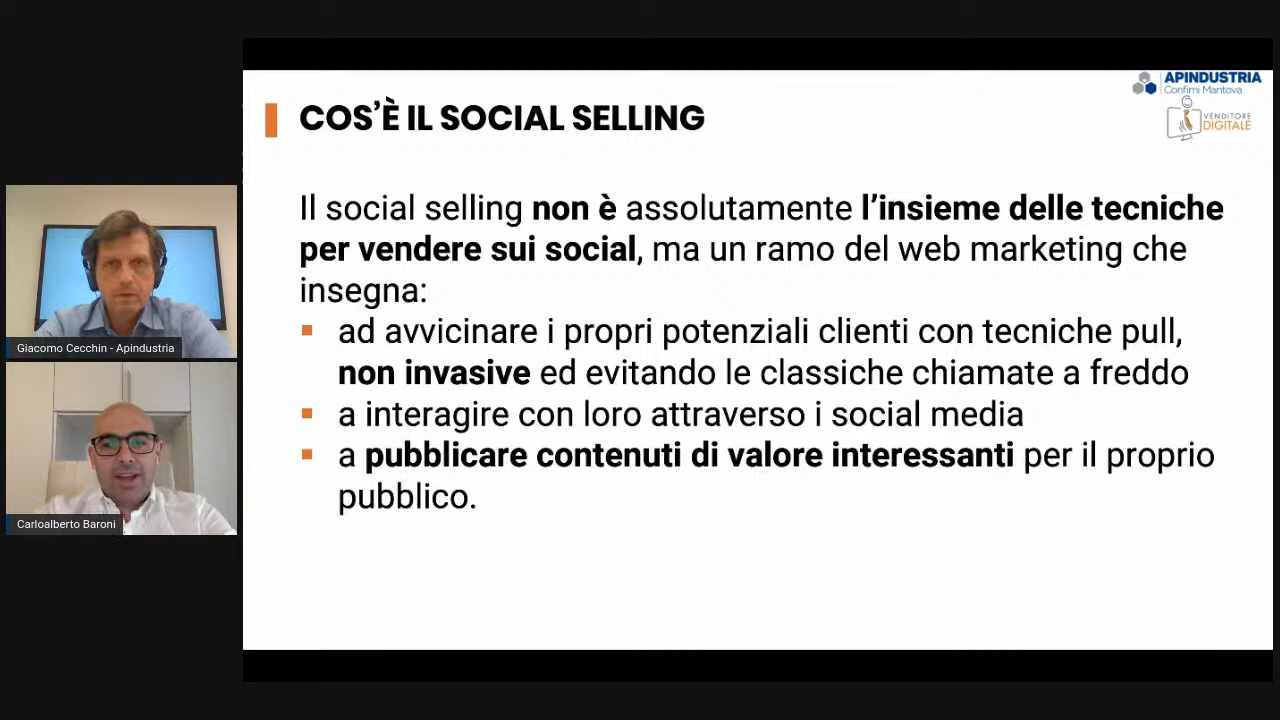 APINDUSTRIA
Confimi Mantova
VENDITORE
DIGITALE
COS'È IL SOCIAL SELLING
Il social selling non è assolutamente l'insieme delle tecniche
per vendere sui social, ma un ramo del web marketing che
insegna:
ad avvicinare i propri potenziali clienti con tecniche pull,
non invasive ed evitando le classiche chiamate a freddo
a interagire con loro attraverso i social media
a pubblicare contenuti di valore interessanti per il proprio
pubblico.
Giacomo Cecchin - Apindustria
Carloalberto Baroni